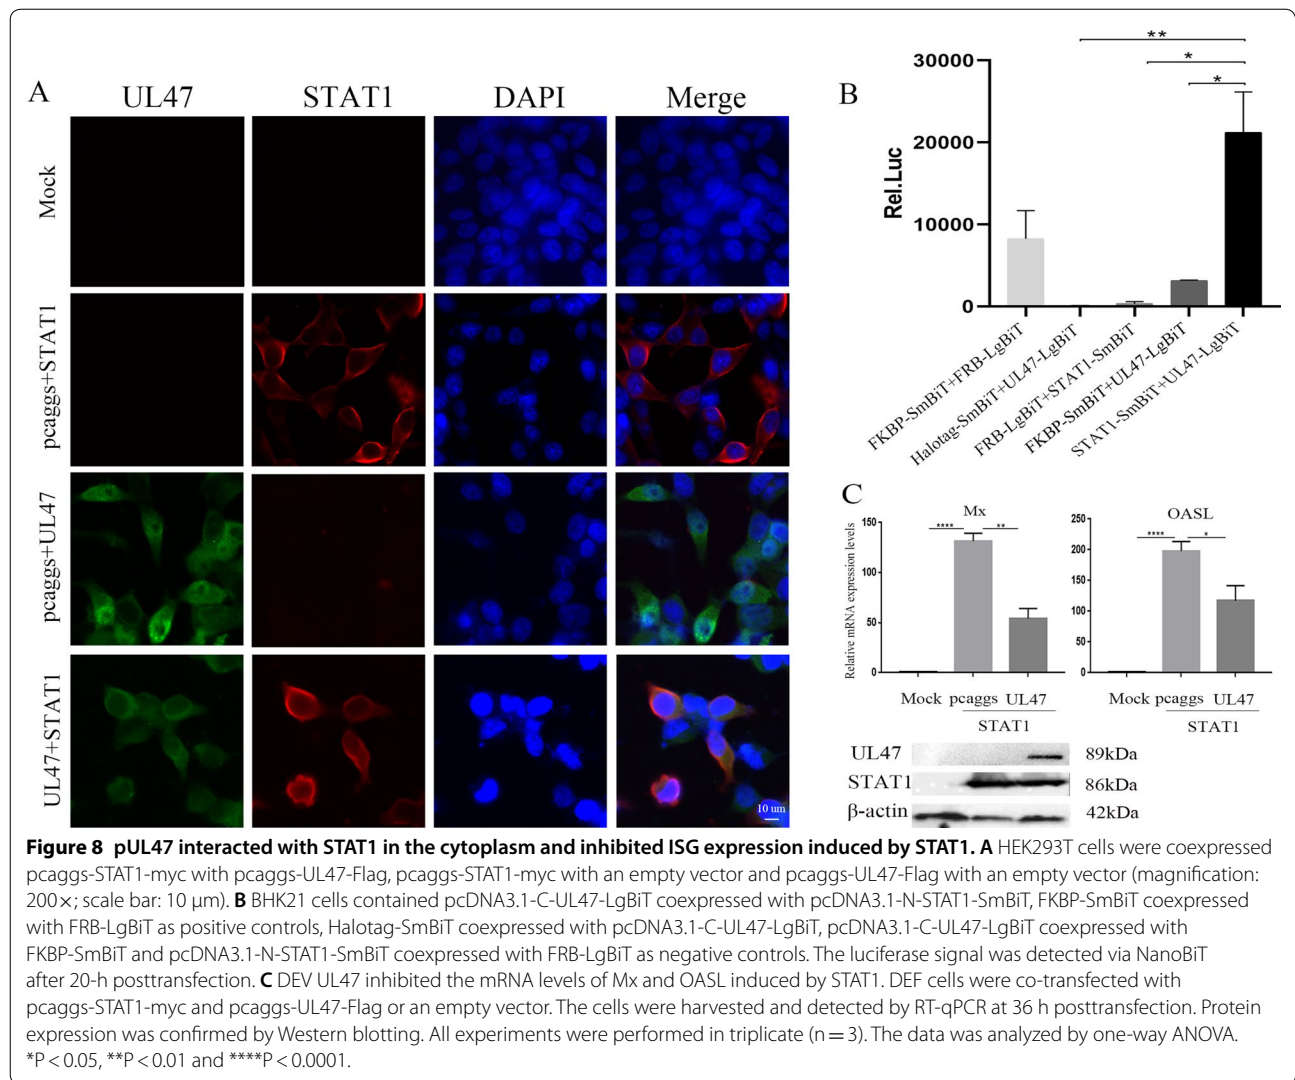 A
UL47 STAT1 DAPI Merge
Mock
pcaggs+STAT1
pcaggs+UL47
UL47+STAT1
10 um
B
**
*
*
Rel.Luc
30000
20000
10000
0
FKBP-SmBiT+FRB-LgBiT
Halotag-SmBiT+UL47-LgBiT
FRB-LgBiT+STAT1-SmBiT
FKBP-SmBiT+UL47-LgBiT
STAT1-SmBiT+UL47-LgBiT
C
Mx
Relative mRNA expression levels
150
100
50
0
**** **
Mock pcaggs UL47
STAT1
OASL
250
200
150
100
50
0
**** *
Mock pcaggs UL47
STAT1
UL47 89kDa
STAT1 86kDa
β-actin 42kDa
Figure 8 pUL47 interacted with STAT1 in the cytoplasm and inhibited ISG expression induced by STAT1. A HEK293T cells were coexpressed
pcaggs-STAT1-myc with pcaggs-UL47-Flag, pcaggs-STAT1-myc with an empty vector and pcaggs-UL47-Flag with an empty vector (magnification:
200×; scale bar: 10 μm). B BHK21 cells contained pcDNA3.1-C-UL47-LgBiT coexpressed with pcDNA3.1-N-STAT1-SmBiT, FKBP-SmBiT coexpressed
with FRB-LgBiT as positive controls, Halotag-SmBiT coexpressed with pcDNA3.1-C-UL47-LgBiT, pcDNA3.1-C-UL47-LgBiT coexpressed with
FKBP-SmBiT and pcDNA3.1-N-STAT1-SmBiT coexpressed with FRB-LgBiT as negative controls. The luciferase signal was detected via NanoBiT
after 20-h posttransfection. C DEV UL47 inhibited the mRNA levels of Mx and OASL induced by STAT1. DEF cells were co-transfected with
pcaggs-STAT1-myc and pcaggs-UL47-Flag or an empty vector. The cells were harvested and detected by RT-qPCR at 36 h posttransfection. Protein
expression was confirmed by Western blotting. All experiments were performed in triplicate (n = 3). The data was analyzed by one-way ANOVA.
*P < 0.05, **P < 0.01 and ****P < 0.0001.